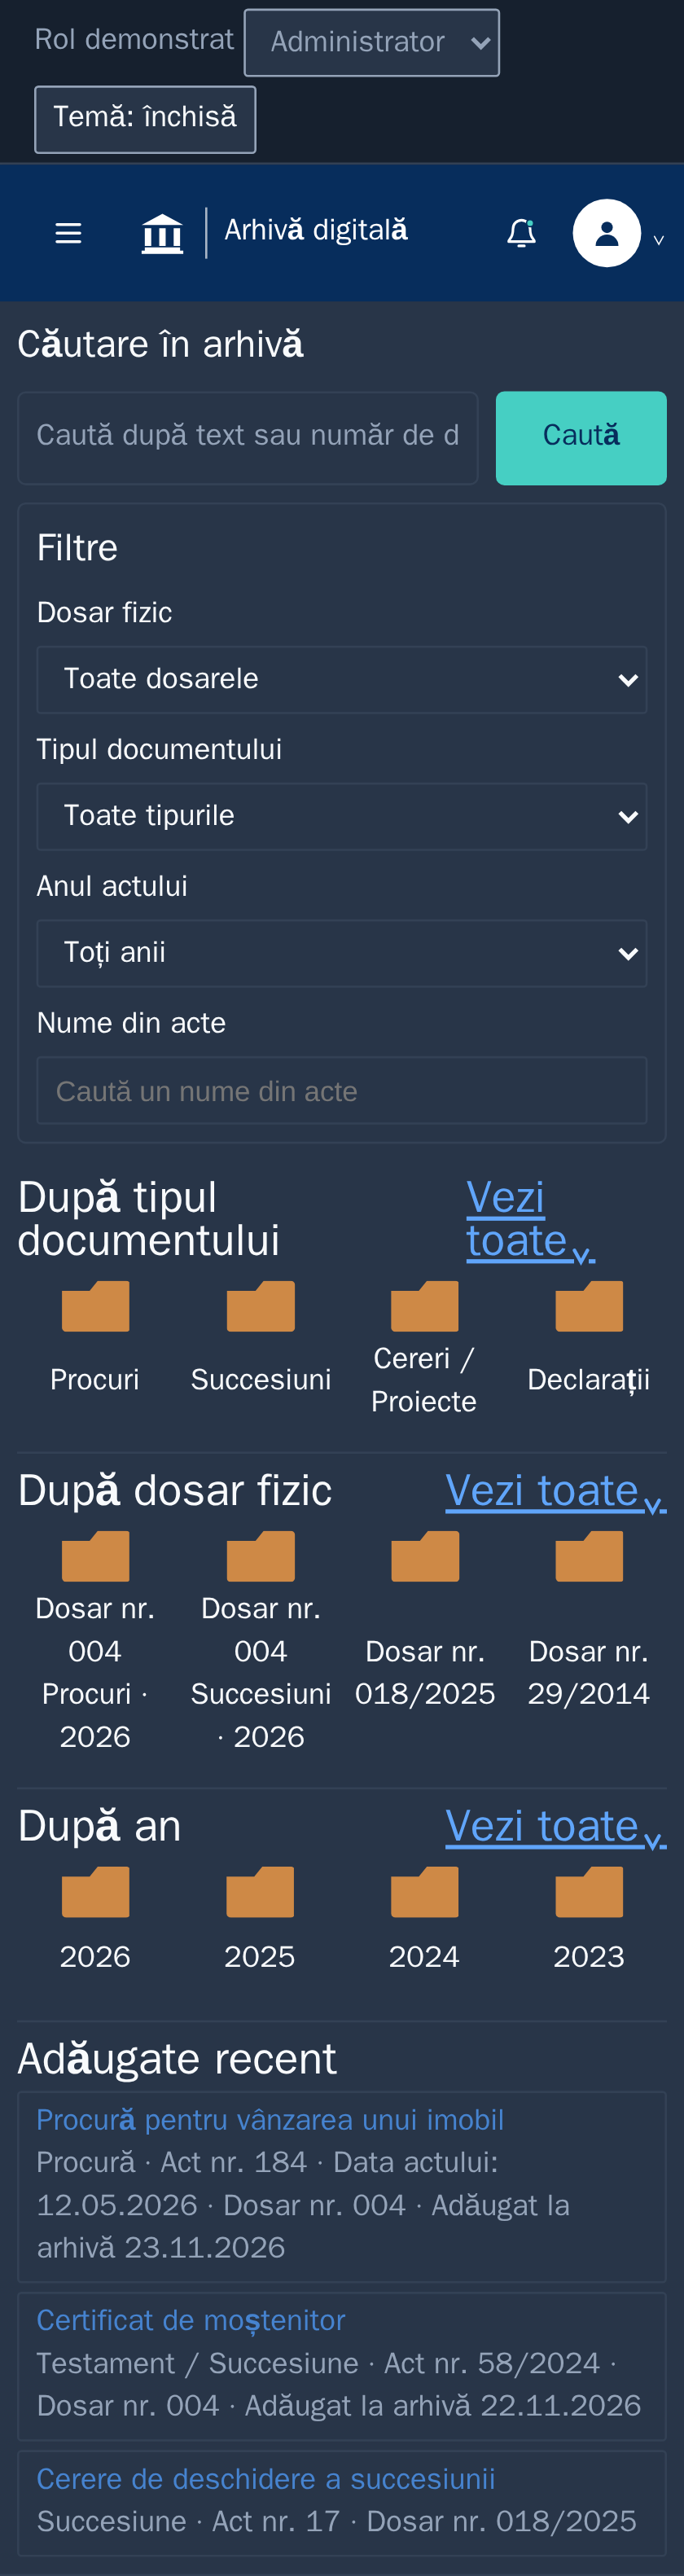 Rol demonstrat Administrator
Temă: închisă
Arhivă digitală
Căutare în arhivă
Caută după text sau număr de d
Caută
Filtre
Dosar fizic
Toate dosarele
Tipul documentului
Toate tipurile
Anul actului
Toți anii
Nume din acte
Caută un nume din acte
După tipul
documentului
Vezi
toate
Procuri
Succesiuni
Cereri /
Proiecte
Declarații
După dosar fizic
Vezi toate
Dosar nr.
004
Procuri ·
2026
Dosar nr.
004
Succesiuni
· 2026
Dosar nr.
018/2025
Dosar nr.
29/2014
După an
Vezi toate
2026
2025
2024
2023
Adăugate recent
Procură pentru vânzarea unui imobil
Procură · Act nr. 184 · Data actului:
12.05.2026 · Dosar nr. 004 · Adăugat la
arhivă 23.11.2026
Certificat de moștenitor
Testament / Succesiune · Act nr. 58/2024 ·
Dosar nr. 004 · Adăugat la arhivă 22.11.2026
Cerere de deschidere a succesiunii
Succesiune · Act nr. 17 · Dosar nr. 018/2025